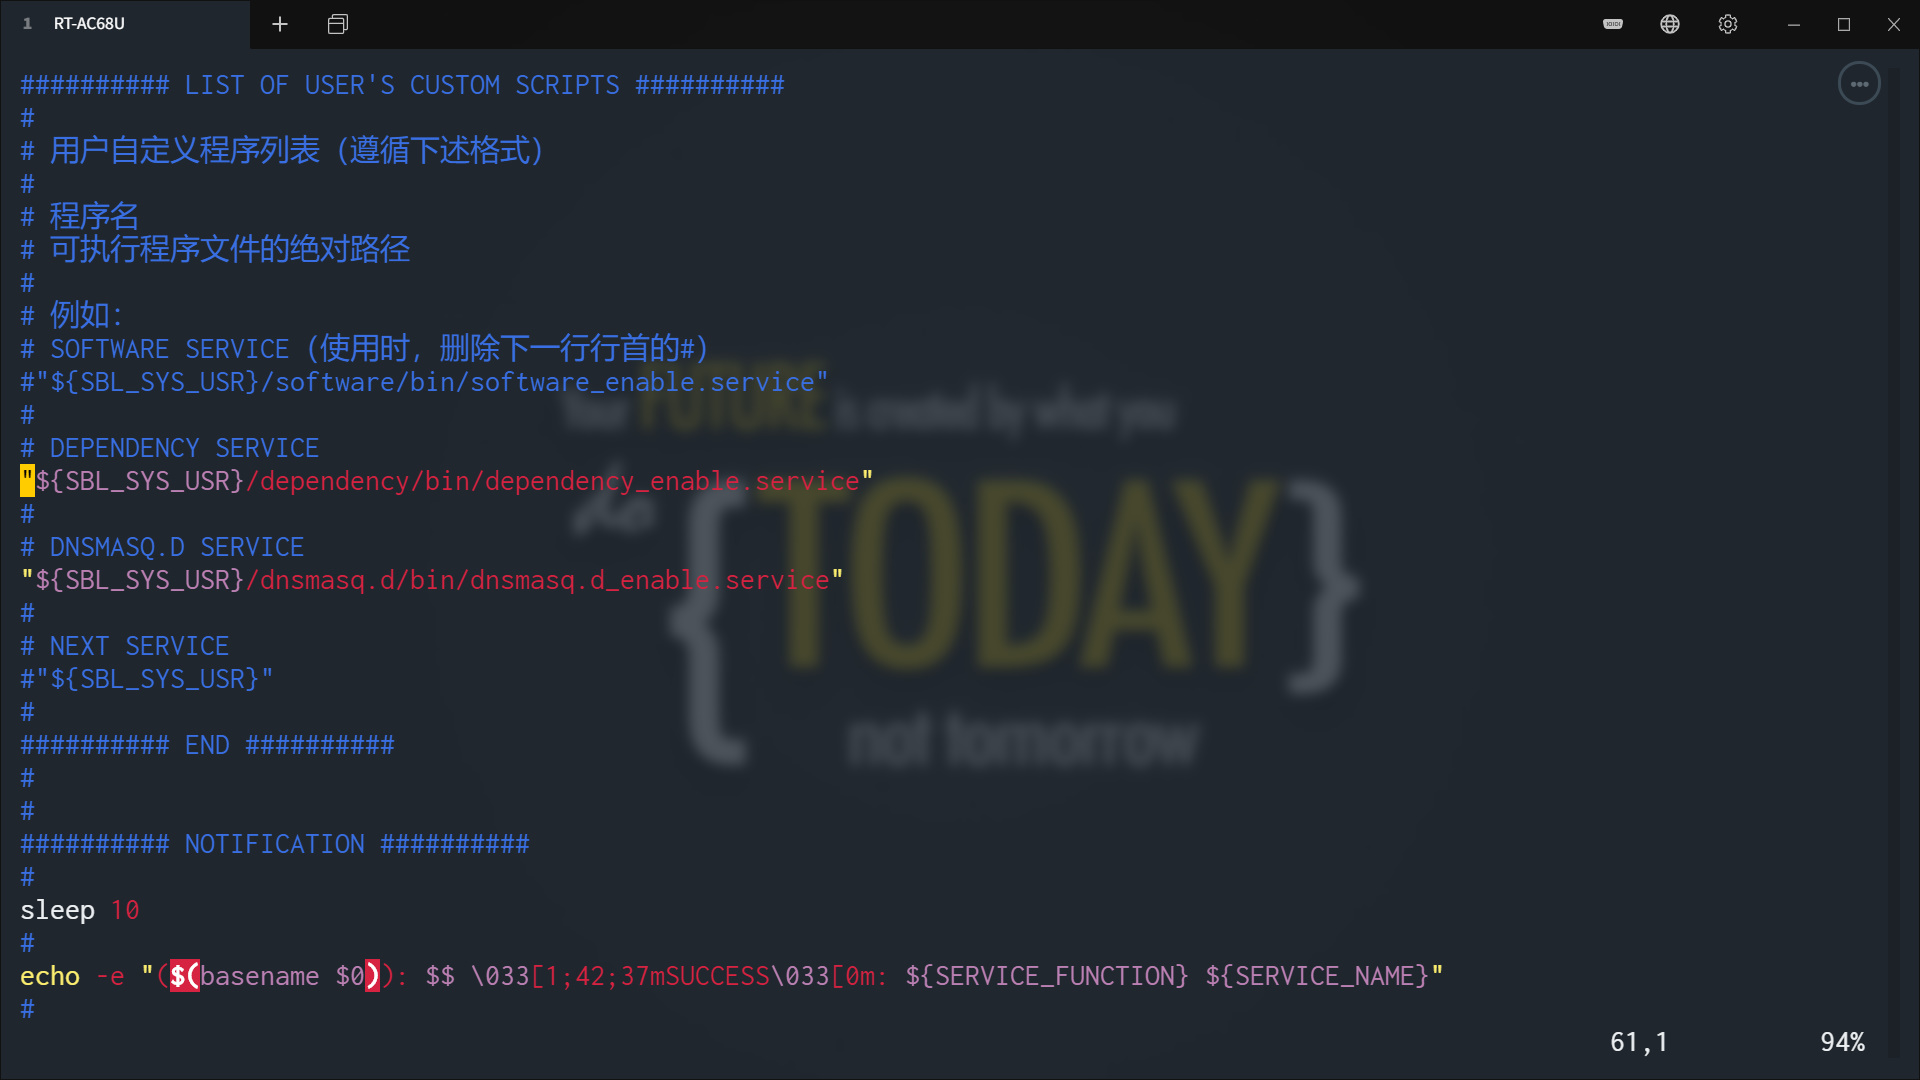 1 RT-AC68U
########## LIST OF USER'S CUSTOM SCRIPTS ##########
#
# 用户自定义程序列表（遵循下述格式）
#
# 程序名
# 可执行程序文件的绝对路径
#
# 例如：
# SOFTWARE SERVICE（使用时，删除下一行行首的#）
#"${SBL_SYS_USR}/software/bin/software_enable.service"
#
# DEPENDENCY SERVICE
"${SBL_SYS_USR}/dependency/bin/dependency_enable.service"
#
# DNSMASQ.D SERVICE
"${SBL_SYS_USR}/dnsmasq.d/bin/dnsmasq.d_enable.service"
#
# NEXT SERVICE
#"${SBL_SYS_USR}"
#
########## END ##########
#
#
########## NOTIFICATION ##########
#
sleep 10
#
echo -e "($(basename $0)): $$ \033[1;42;37mSUCCESS\033[0m: ${SERVICE_FUNCTION} ${SERVICE_NAME}"
#
61,1 94%
Your FUTURE is created by what you
do {TODAY}
not tomorrow